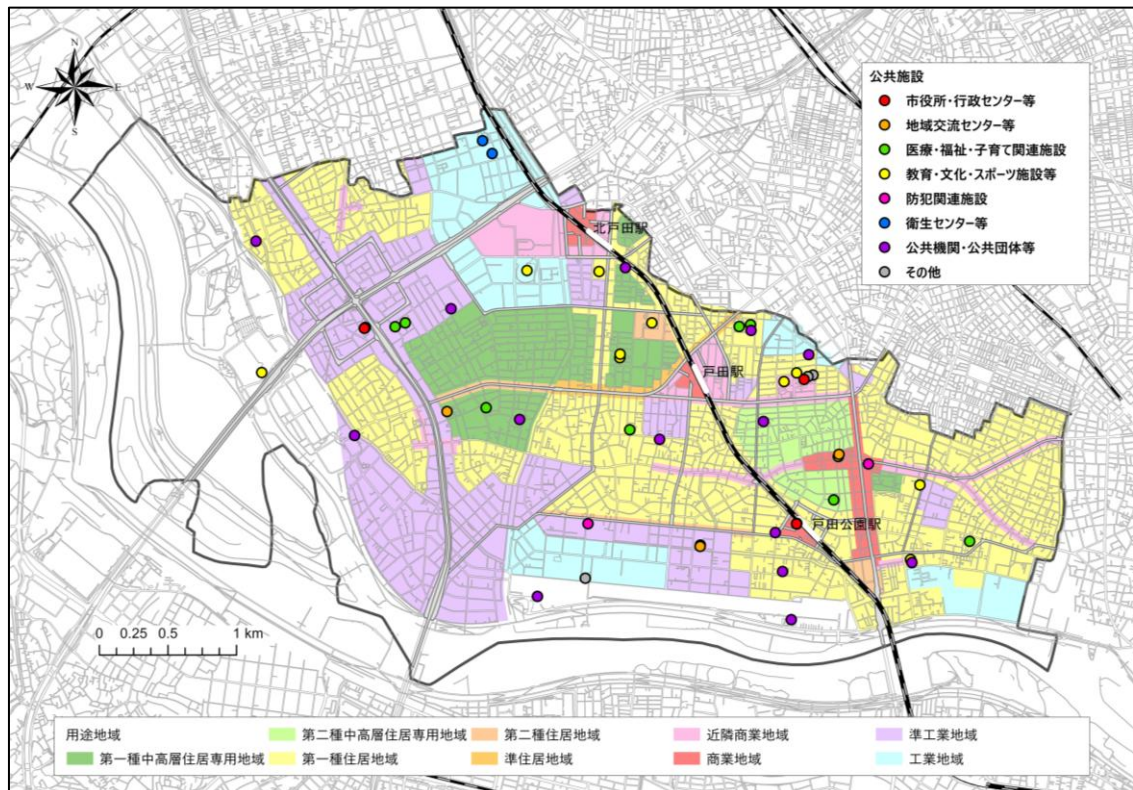 N
W
E
S
公共施設
市役所・行政センター等
地域交流センター等
医療・福祉・子育て関連施設
教育・文化・スポーツ施設等
防犯関連施設
衛生センター等
公共機関・公共団体等
その他
北戸田駅
戸田駅
戸田公園駅
0 0.25 0.5 1 km
用途地域
第二種中高層住居専用地域
第二種住居地域
近隣商業地域
準工業地域
第一種中高層住居専用地域
第一種住居地域
準住居地域
商業地域
工業地域